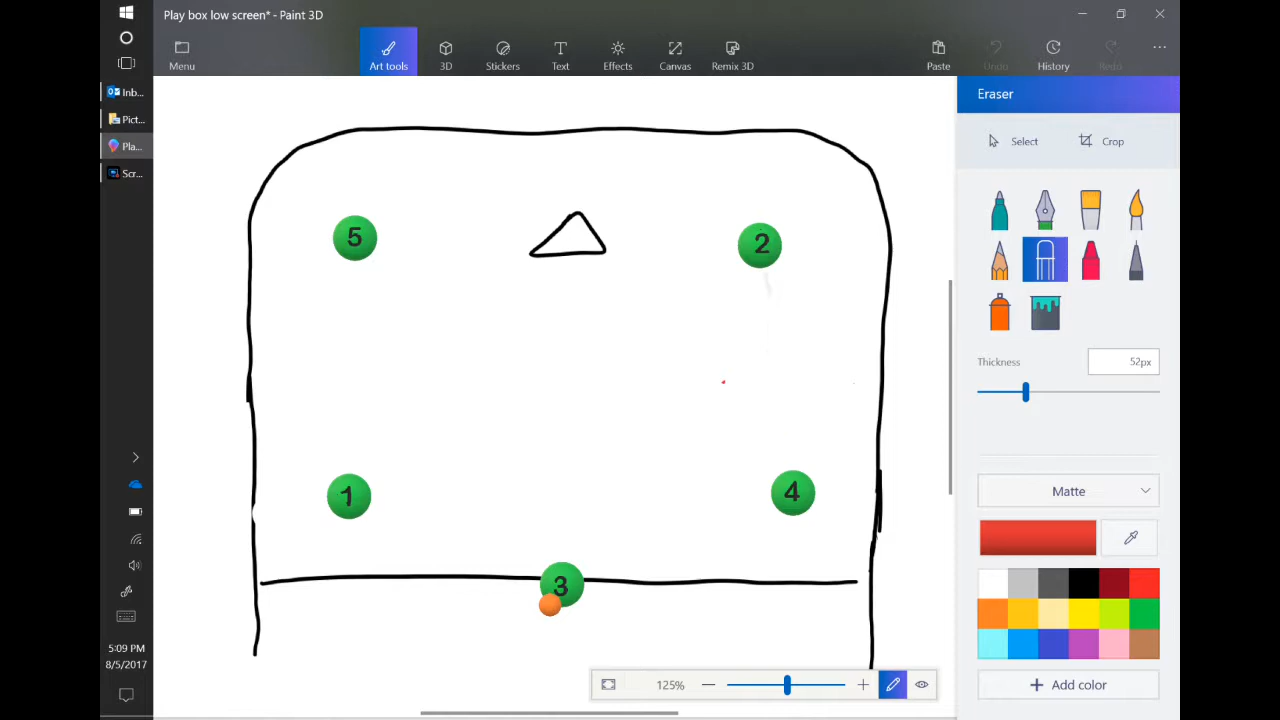 Play box low screen* - Paint 3D
Menu
Art tools
3D
Stickers
Text
Effects
Canvas
Remix 3D
Paste
Undo
History
Redo
Inb...
Pict...
Pla...
Scr...
Eraser
Select
Crop
5
2
Thickness
52px
1
4
Matte
3
5:09 PM
8/5/2017
125%
Add color